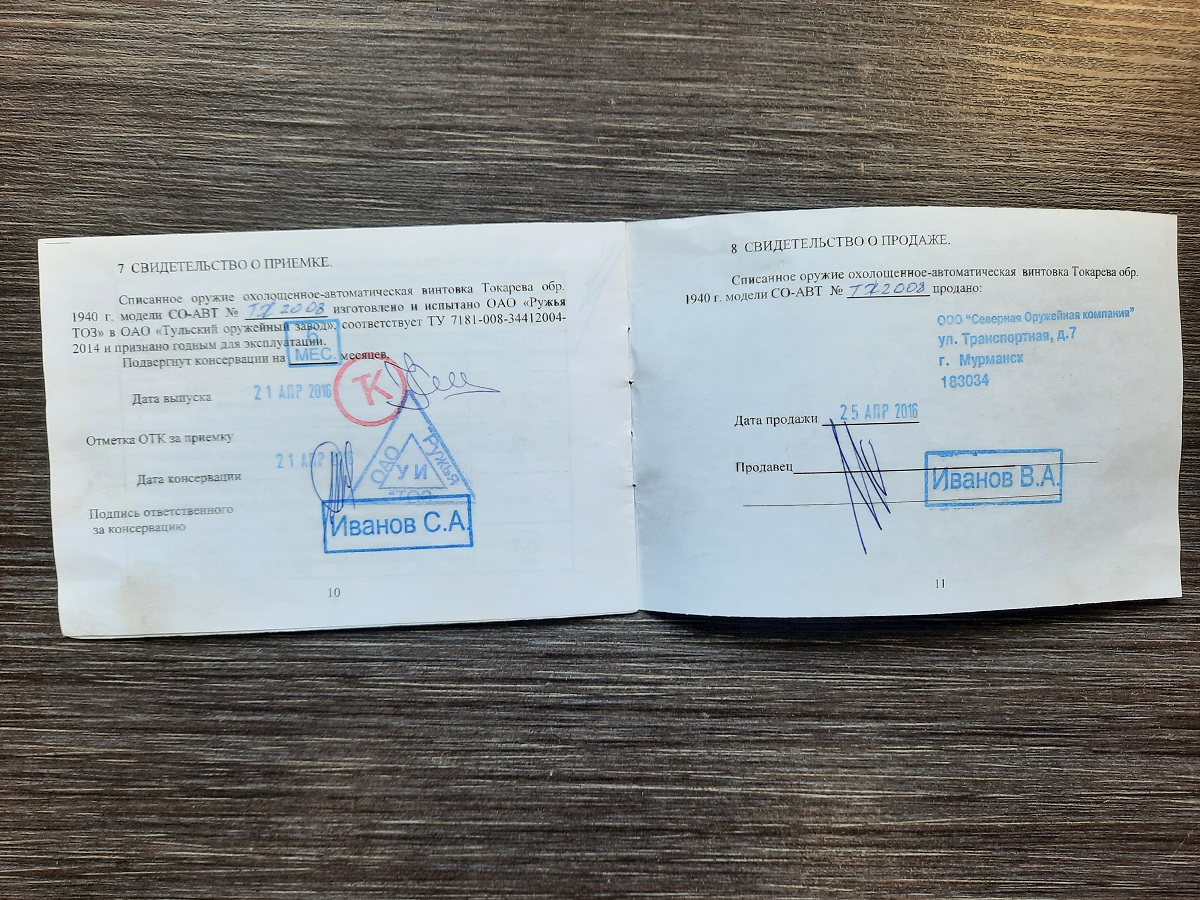 7 СВИДЕТЕЛЬСТВО О ПРИЕМКЕ.
Списанное оружие охолощенное-автоматическая винтовка Токарева обр.
1940 г. модели СО-АВТ № ТХ2008 изготовлено и испытано ОАО «Ружья
ТОЗ» в ОАО «Тульский оружейный завод», соответствует ТУ 7181-008-34412004-
2014 и признано годным для эксплуатации.
Подвергнут консервации на МЕС. месяцев.
Дата выпуска 21 АПР 2016
ТК
Отметка ОТК за приемку
ОАО "Ружья
УИ
"ТОЗ
Дата консервации 21 АПР
Подпись ответственного
за консервацию
Иванов С.А.
10
8 СВИДЕТЕЛЬСТВО О ПРОДАЖЕ.
Списанное оружие охолощенное-автоматическая винтовка Токарева обр.
1940 г. модели СО-АВТ № ТХ2008 продано:
ООО "Северная Оружейная компания"
ул. Транспортная, д.7
г. Мурманск
183034
Дата продажи 25 АПР 2016
Продавец
Иванов В.А.
11